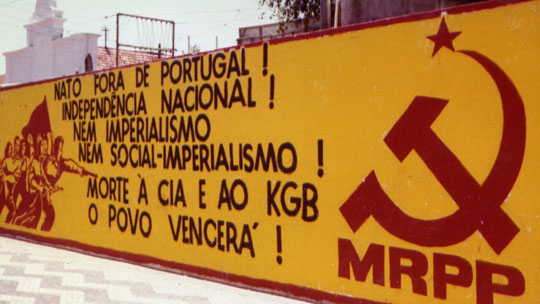 NATO FORA DE PORTUGAL !
INDEPENDÊNCIA NACIONAL !
NEM IMPERIALISMO
NEM SOCIAL-IMPERIALISMO !
MORTE À CIA E AO KGB
O POVO VENCERÁ !
MRPP